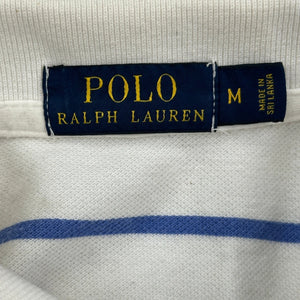 POLO
RALPH LAUREN
M
MADE IN
SRI LANKA